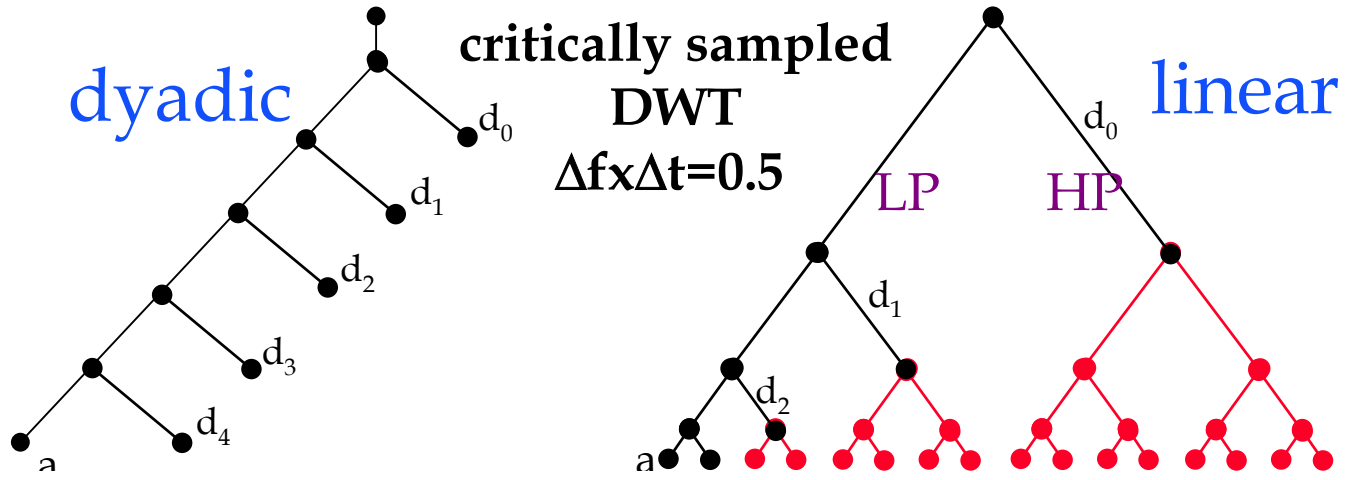 dyadic
critically sampled
DWT
ΔfxΔt=0.5
linear
d₀
d₁
d₂
d₃
d₄
a
d₀
LP
HP
d₁
d₂
a